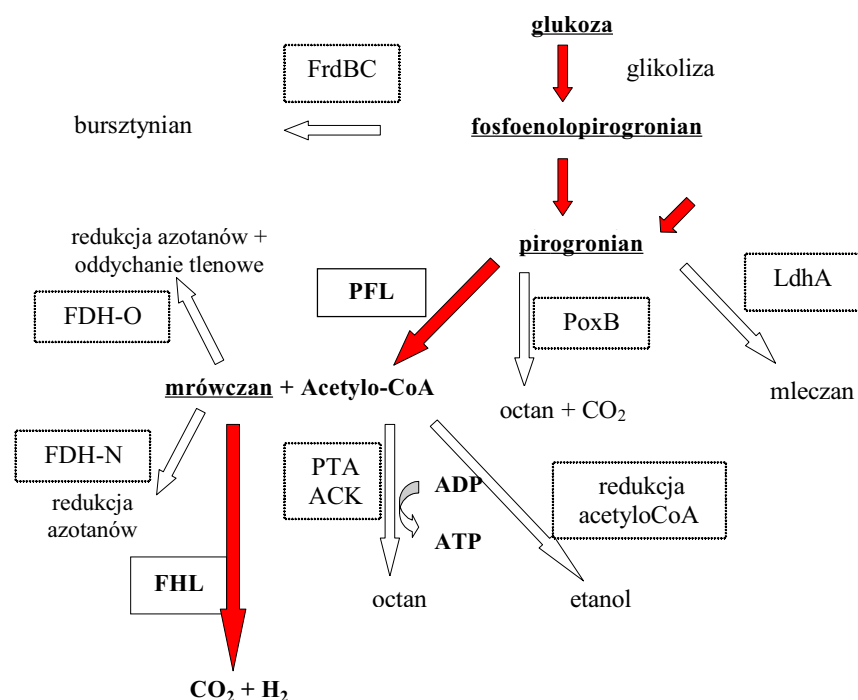 glukoza
FrdBC
glikoliza
bursztynian
fosfoenolopirogronian
redukcja azotanów +
oddychanie tlenowe
pirogronian
PFL
LdhA
FDH-O
PoxB
mrówczan + Acetylo-CoA
mleczan
octan + CO₂
FDH-N
PTA
ACK
ADP
redukcja
acetyloCoA
redukcja
azotanów
ATP
FHL
octan
etanol
CO₂ + H₂